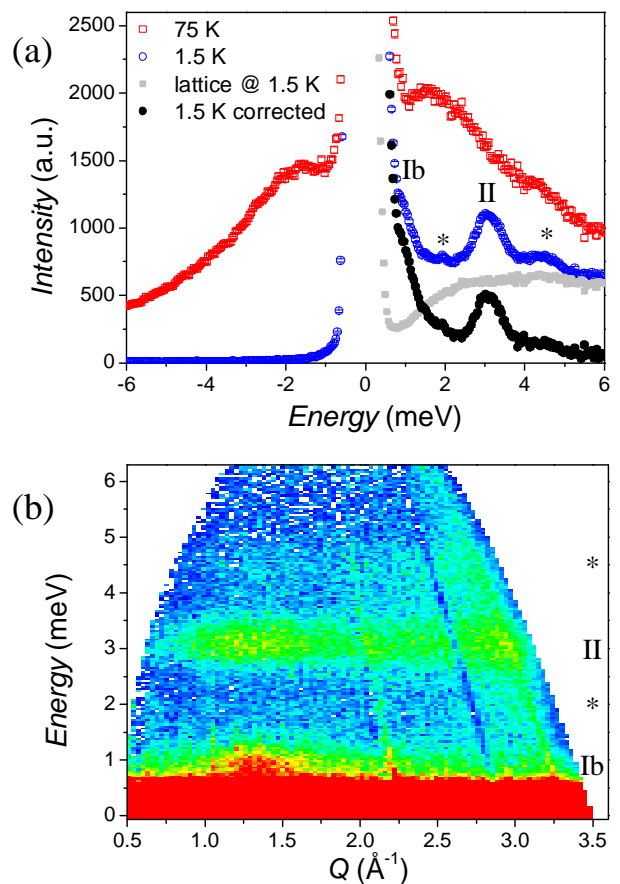 (a)
2500
2000
1500
1000
500
0
Intensity (a.u.)
75 K
1.5 K
lattice @ 1.5 K
1.5 K corrected
Ib
*
II
*
-6 -4 -2 0 2 4 6
Energy (meV)
(b)
6
5
4
3
2
1
0
Energy (meV)
*
II
*
Ib
0.5 1.0 1.5 2.0 2.5 3.0 3.5
Q (Å⁻¹)